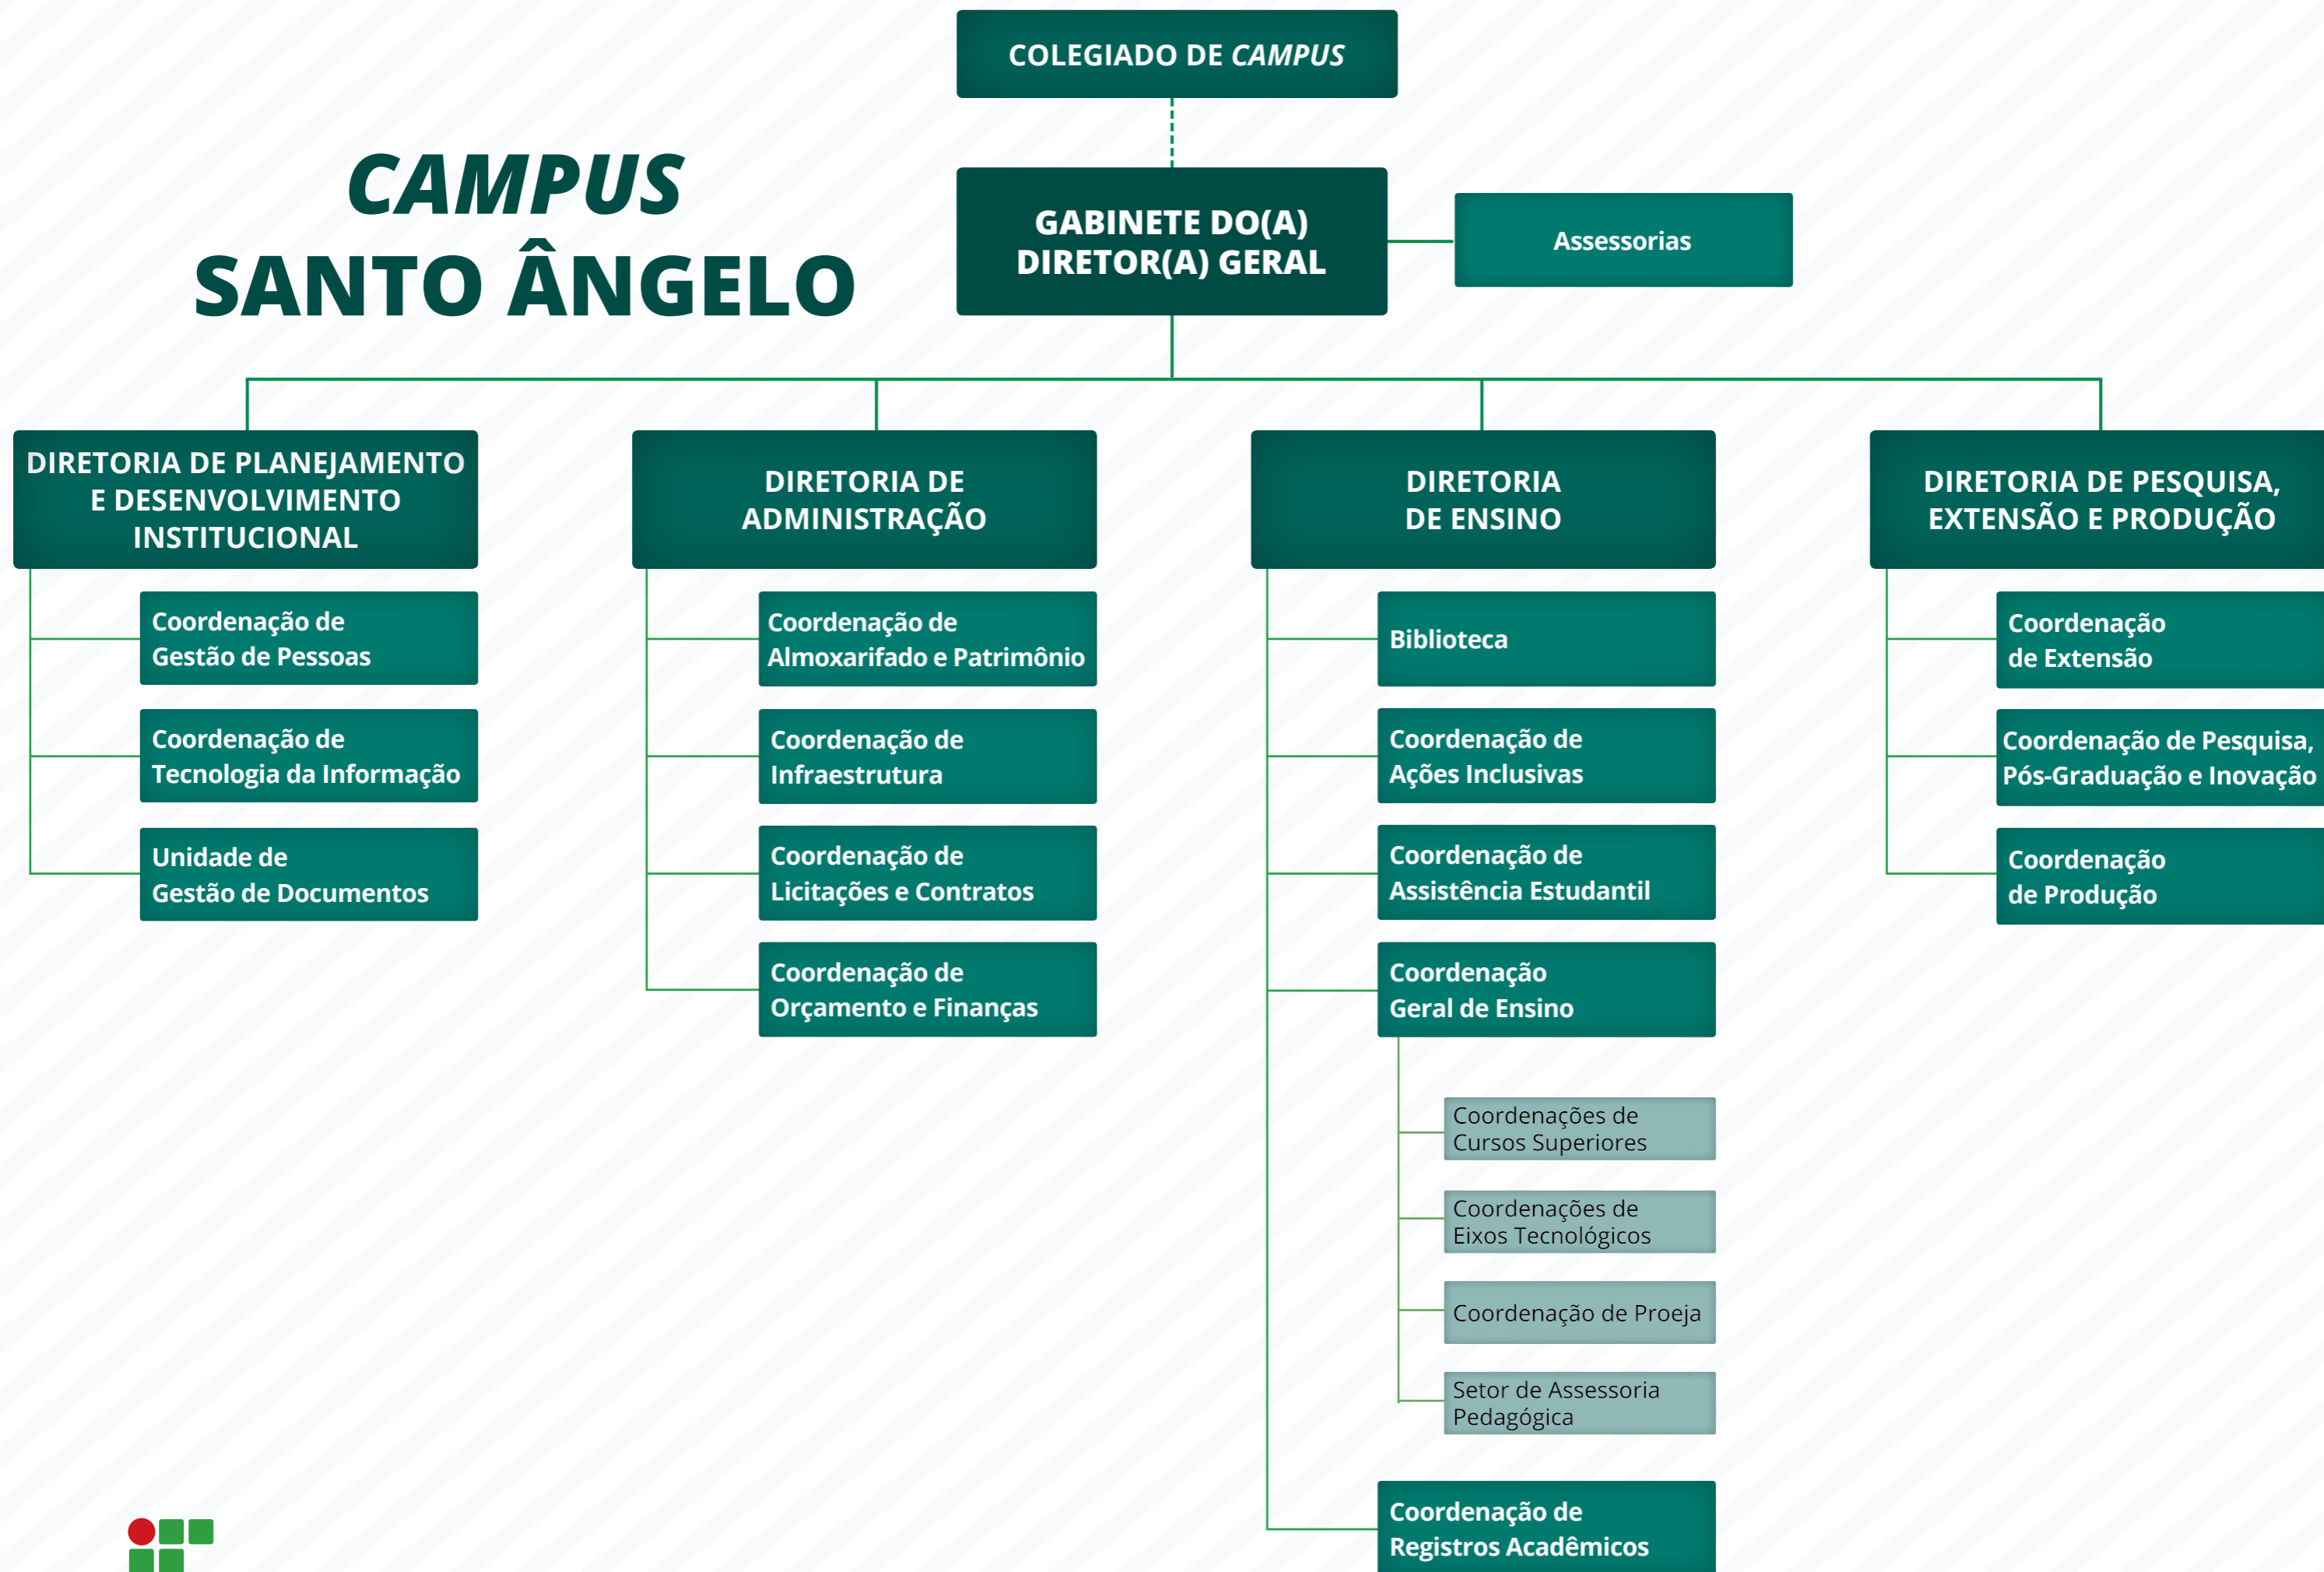 COLEGIADO DE CAMPUS
CAMPUS
SANTO ÂNGELO
GABINETE DO(A)
DIRETOR(A) GERAL
Assessorias
DIRETORIA DE PLANEJAMENTO
E DESENVOLVIMENTO
INSTITUCIONAL
Coordenação de
Gestão de Pessoas
Coordenação de
Tecnologia da Informação
Unidade de
Gestão de Documentos
DIRETORIA DE
ADMINISTRAÇÃO
Coordenação de
Almoxarifado e Patrimônio
Coordenação de
Infraestrutura
Coordenação de
Licitações e Contratos
Coordenação de
Orçamento e Finanças
DIRETORIA
DE ENSINO
Biblioteca
Coordenação de
Ações Inclusivas
Coordenação de
Assistência Estudantil
Coordenação
Geral de Ensino
Coordenações de
Cursos Superiores
Coordenações de
Eixos Tecnológicos
Coordenação de Proeja
Setor de Assessoria
Pedagógica
Coordenação de
Registros Acadêmicos
DIRETORIA DE PESQUISA,
EXTENSÃO E PRODUÇÃO
Coordenação
de Extensão
Coordenação de Pesquisa,
Pós-Graduação e Inovação
Coordenação
de Produção